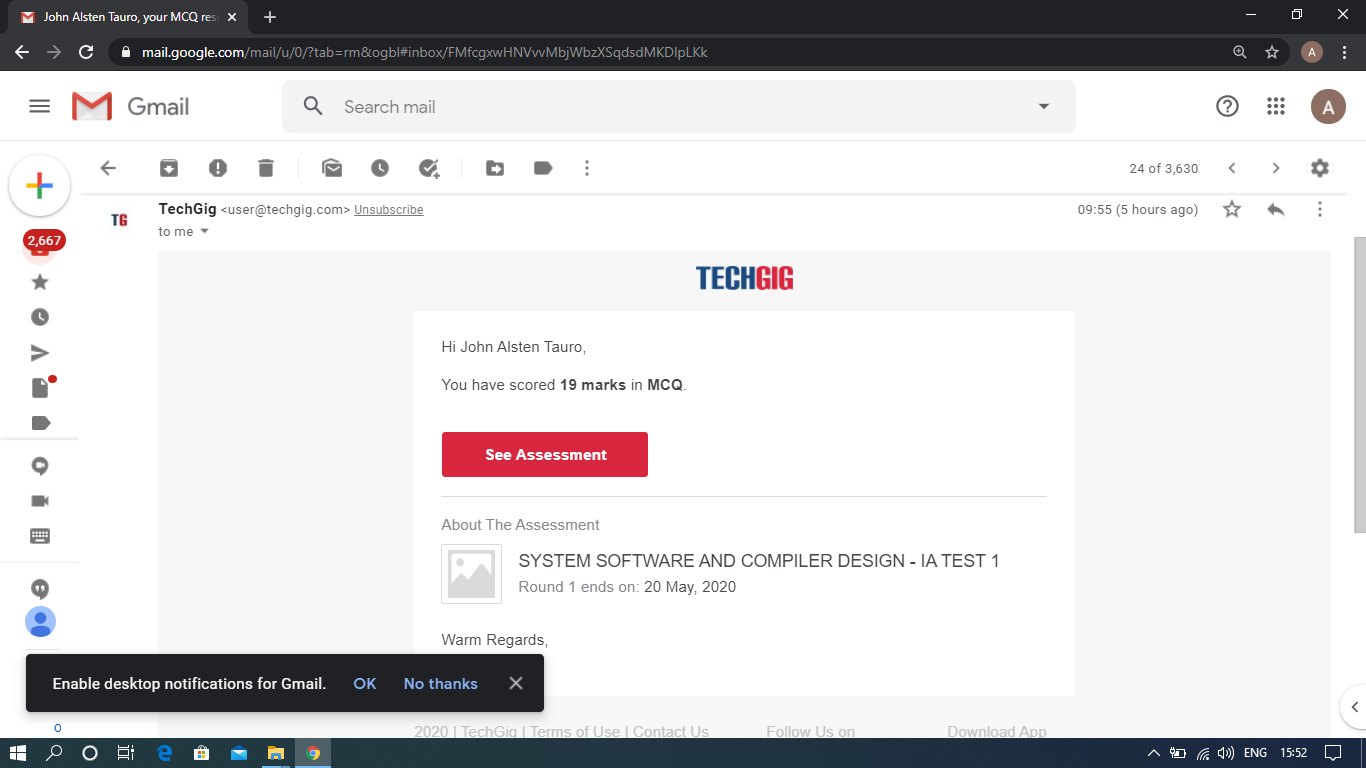 John Alsten Tauro, your MCQ res
mail.google.com/mail/u/0/?tab=rm&ogbl#inbox/FMfcgxwHNVvvMbjWbzXSqdsdMKDlpLKk
A
Gmail
Search mail
A
24 of 3,630
TechGig <user@techgig.com> Unsubscribe
09:55 (5 hours ago)
TG
to me
2,667
TECHGIG
Hi John Alsten Tauro,
You have scored 19 marks in MCQ.
See Assessment
About The Assessment
SYSTEM SOFTWARE AND COMPILER DESIGN - IA TEST 1
Round 1 ends on: 20 May, 2020
Warm Regards,
Enable desktop notifications for Gmail. OK No thanks
2020 | TechGig | Terms of Use | Contact Us Follow Us on Download App
0
ENG 15:52